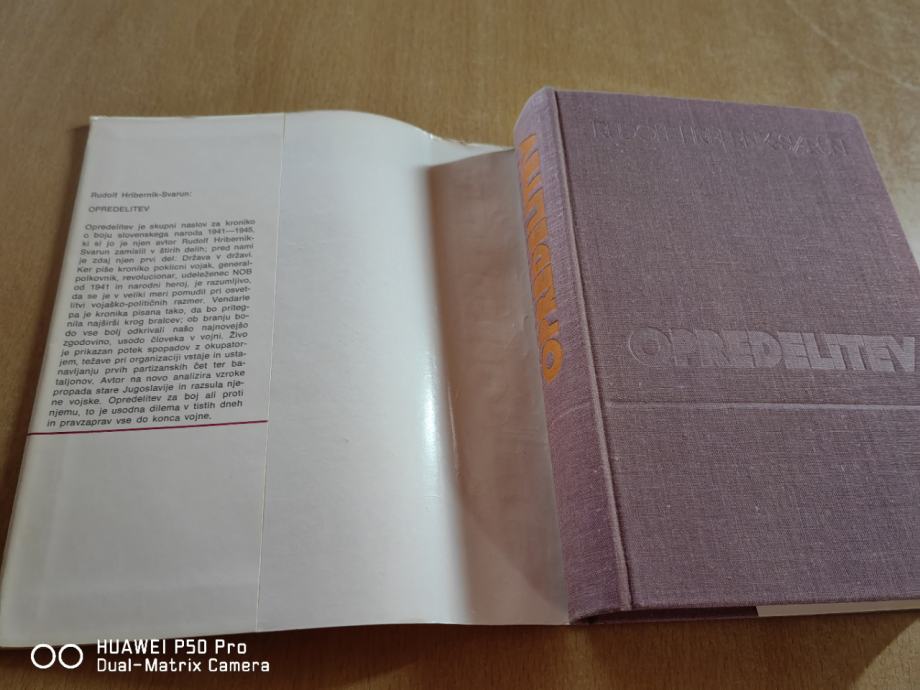 Rudolf Hribernik-Svarun:
OPREDELITEV
Opredelitev je skupni naslov za kroniko
o boju slovenskega naroda 1941—1945,
ki si jo je njen avtor Rudolf Hribernik-
Svarun zamislil v štirih delih; pred nami
je zdaj njen prvi del: Država v državi.
Ker piše kroniko poklicni vojak, general-
polkovnik, revolucionar, udeleženec NOB
od 1941 in narodni heroj, je razumljivo,
da se je v veliki meri pomudil pri osvet-
litvi vojaško-političnih razmer. Vendarle
pa je kronika pisana tako, da bo priteg-
nila najširši krog bralcev; ob branju bo-
do vse bolj odkrivali našo najnovejšo
zgodovino, usodo človeka v vojni. Živo
je prikazan potek spopadov z okupator-
jem, težave pri organizaciji vstaje in usta-
navljanju prvih partizanskih čet ter ba-
taljonov. Avtor na novo analizira vzroke
propada stare Jugoslavije in razsula nje-
ne vojske. Opredelitev za boj ali proti
njemu, to je usodna dilema v tistih dneh
in pravzaprav vse do konca vojne.
RUDOLF HRIBERNIK-SVARUN
OPREDELITEV
HUAWEI P50 Pro
Dual-Matrix Camera